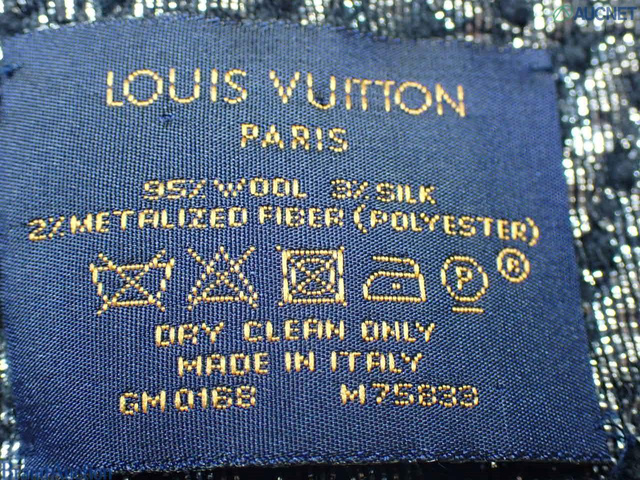 AUCNET
LOUIS VUITTON
PARIS
95% WOOL 3% SILK
2% METALIZED FIBER (POLYESTER)
P R
DRY CLEAN ONLY
MADE IN ITALY
GM0168 M75833